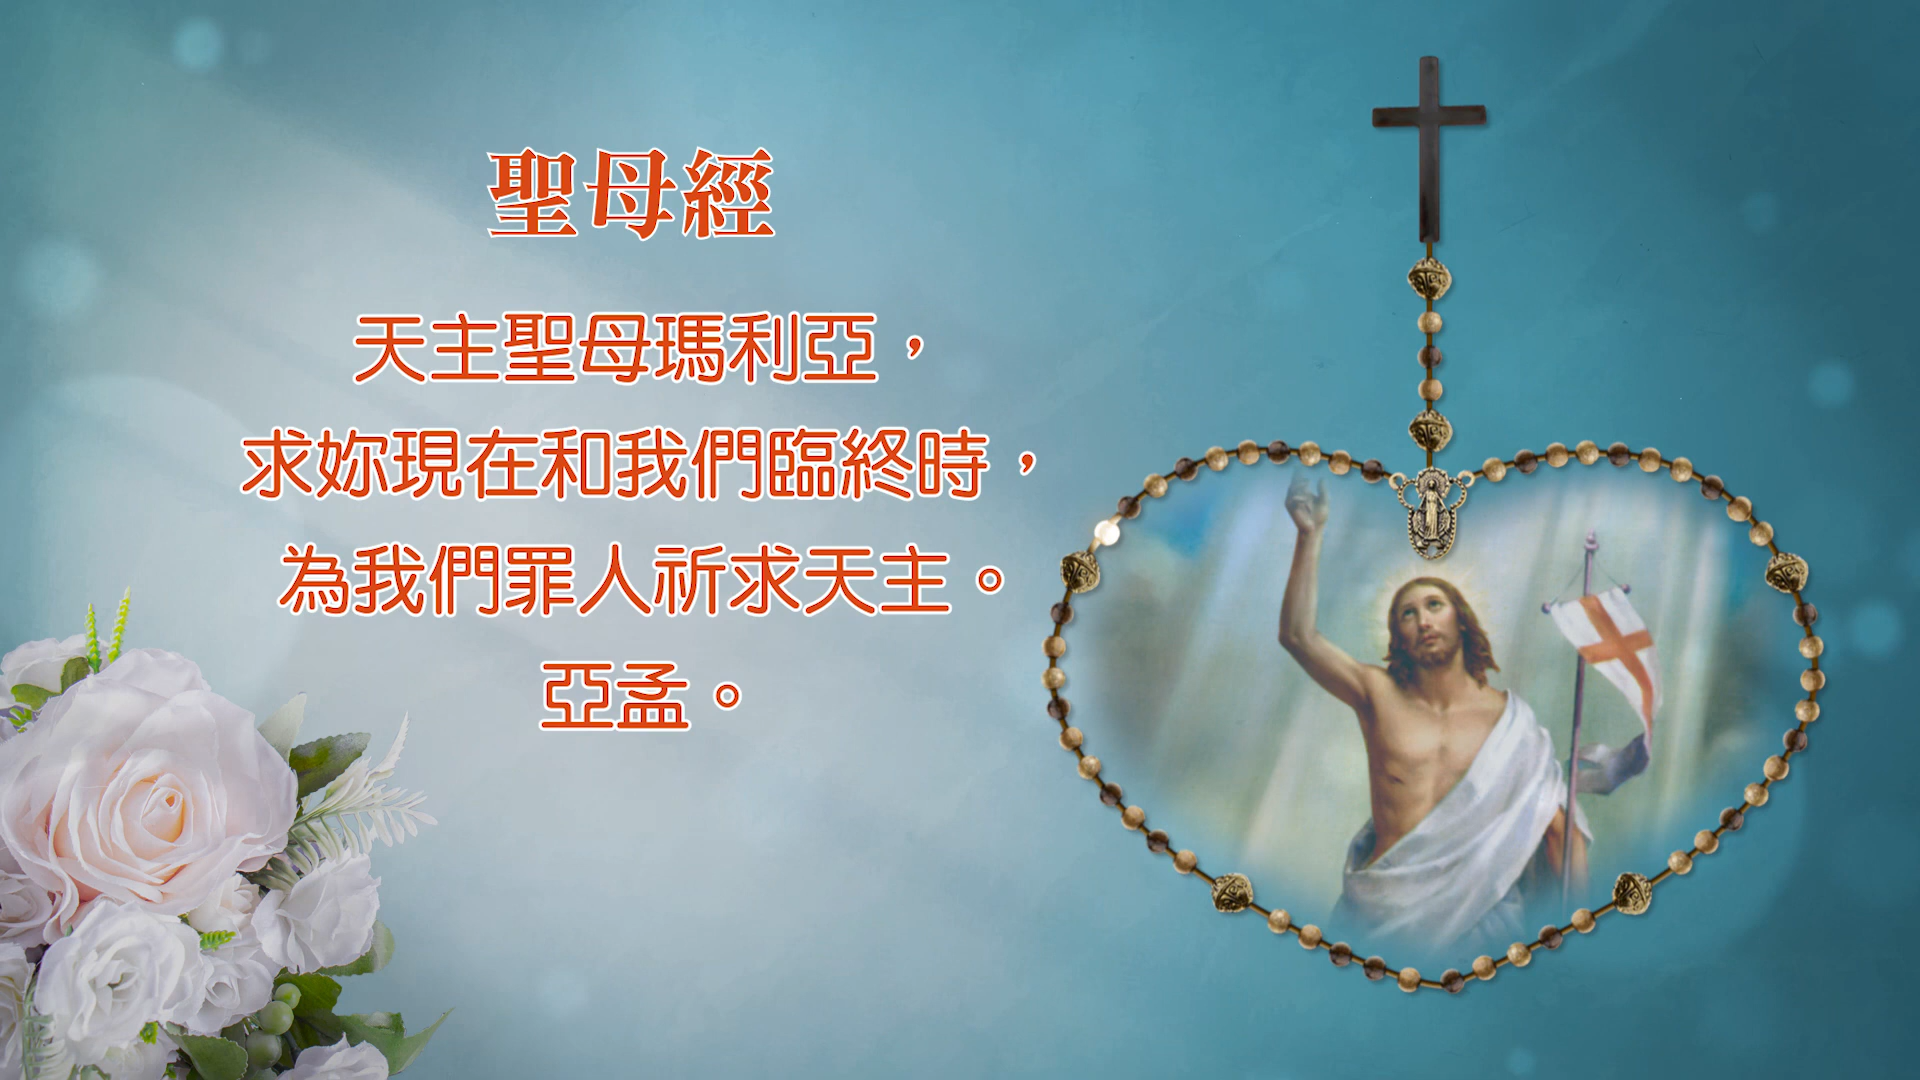 聖母經
天主聖母瑪利亞，
求妳現在和我們臨終時，
為我們罪人祈求天主。
亞孟。